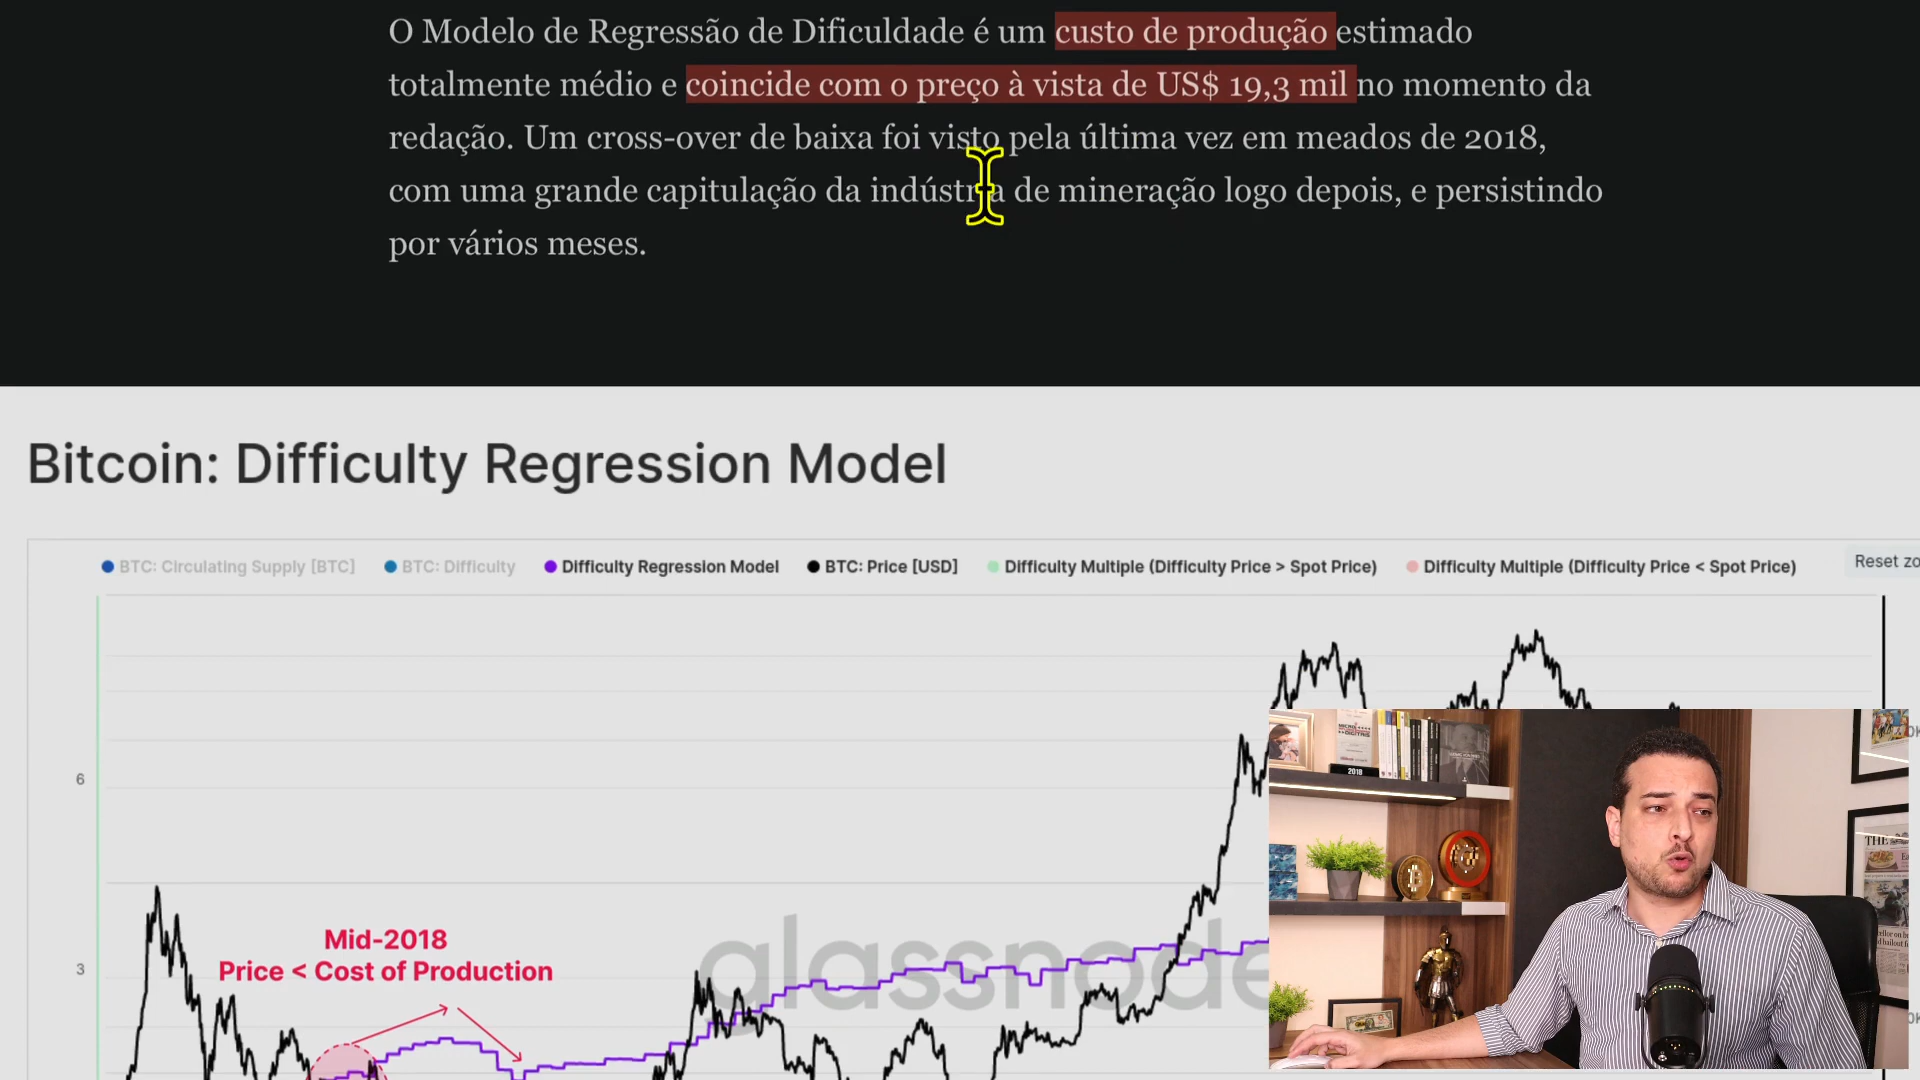 O Modelo de Regressão de Dificuldade é um custo de produção estimado
totalmente médio e coincide com o preço à vista de US$ 19,3 mil no momento da
redação. Um cross-over de baixa foi visto pela última vez em meados de 2018,
com uma grande capitulação da indústria de mineração logo depois, e persistindo
por vários meses.
Bitcoin: Difficulty Regression Model
BTC: Circulating Supply [BTC] BTC: Difficulty Difficulty Regression Model BTC: Price [USD] Difficulty Multiple (Difficulty Price > Spot Price) Difficulty Multiple (Difficulty Price < Spot Price) Reset zo
6
3
Mid-2018
Price < Cost of Production
glassnode
2018
THE